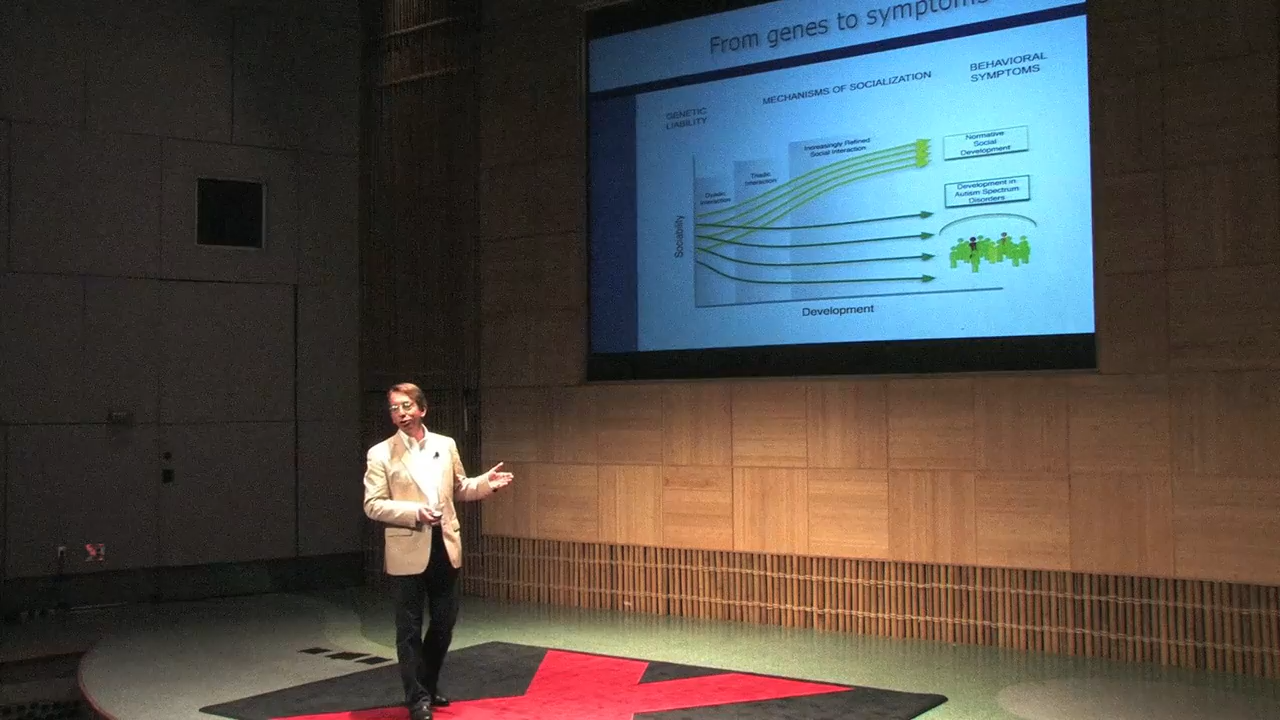 From genes to symptoms
GENETIC
LIABILITY
MECHANISMS OF SOCIALIZATION
BEHAVIORAL
SYMPTOMS
Dyadic
Interaction
Triadic
Interaction
Increasingly Refined
Social Interaction
Normative
Social
Development
Development in
Autism Spectrum
Disorders
Sociability
Development